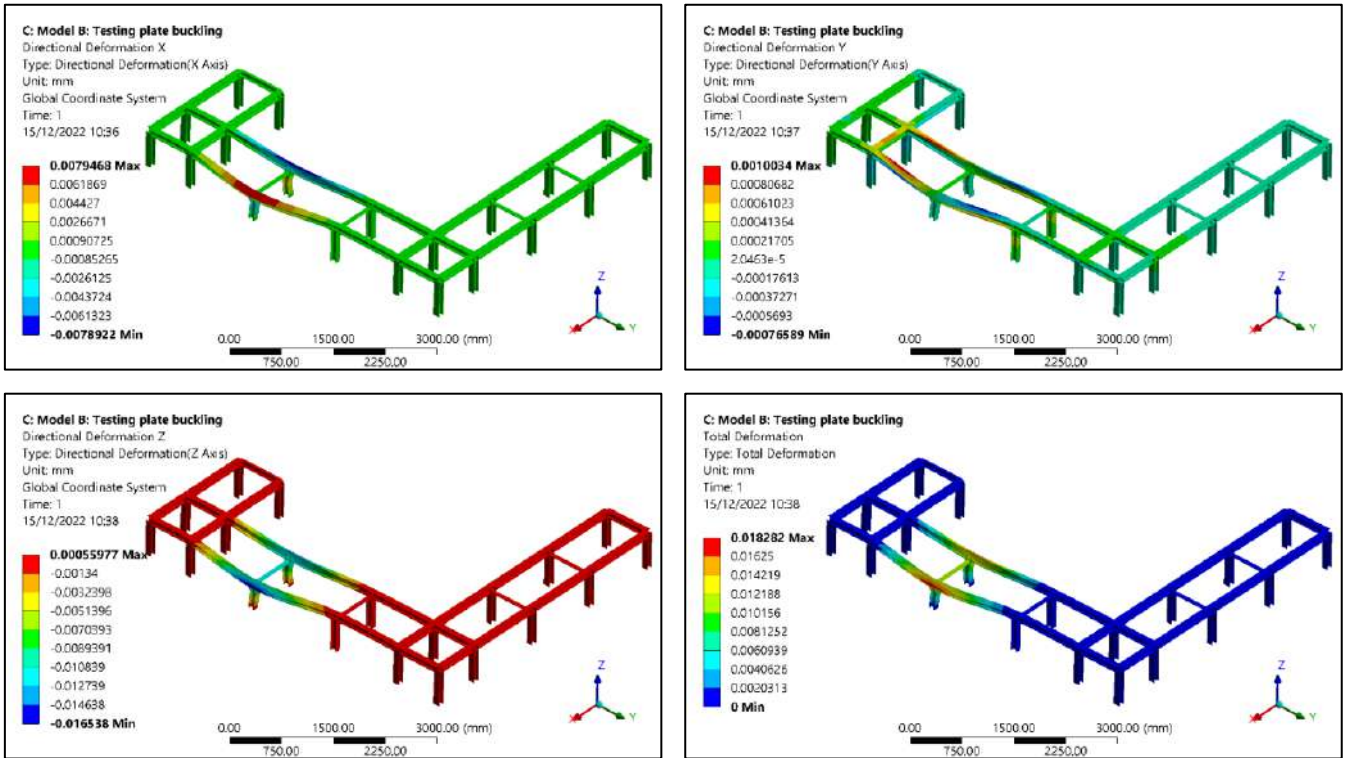 C: Model B: Testing plate buckling
Directional Deformation X
Type: Directional Deformation(X Axis)
Unit: mm
Global Coordinate System
Time: 1
15/12/2022 10:36
0.0079468 Max
0.0061869
0.004427
0.0026671
0.00090725
-0.00085265
-0.0026125
-0.0043724
-0.0061323
-0.0078922 Min
0.00
1500.00
3000.00 (mm)
750.00
2250.00
Z
X
Y
C: Model B: Testing plate buckling
Directional Deformation Y
Type: Directional Deformation(Y Axis)
Unit: mm
Global Coordinate System
Time: 1
15/12/2022 10:37
0.0010034 Max
0.00080682
0.00061023
0.00041364
0.00021705
2.0463e-5
-0.00017613
-0.00037271
-0.0005693
-0.00076589 Min
0.00
1500.00
3000.00 (mm)
750.00
2250.00
Z
X
Y
C: Model B: Testing plate buckling
Directional Deformation Z
Type: Directional Deformation(Z Axis)
Unit: mm
Global Coordinate System
Time: 1
15/12/2022 10:38
0.00055977 Max
-0.00134
-0.0032398
-0.0051396
-0.0070393
-0.0089391
-0.010839
-0.012739
-0.014638
-0.016538 Min
0.00
1500.00
3000.00 (mm)
750.00
2250.00
Z
X
Y
C: Model B: Testing plate buckling
Total Deformation
Type: Total Deformation
Unit: mm
Time: 1
15/12/2022 10:38
0.018282 Max
0.01625
0.014219
0.012188
0.010156
0.0081252
0.0060939
0.0040626
0.0020313
0 Min
0.00
1500.00
3000.00 (mm)
750.00
2250.00
Z
X
Y